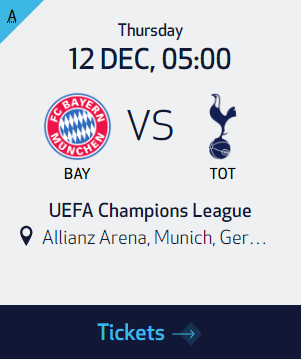 A
Thursday
12 DEC, 05:00
FC BAYERN
MÜNCHEN
VS
BAY
TOT
UEFA Champions League
Allianz Arena, Munich, Ger…
Tickets